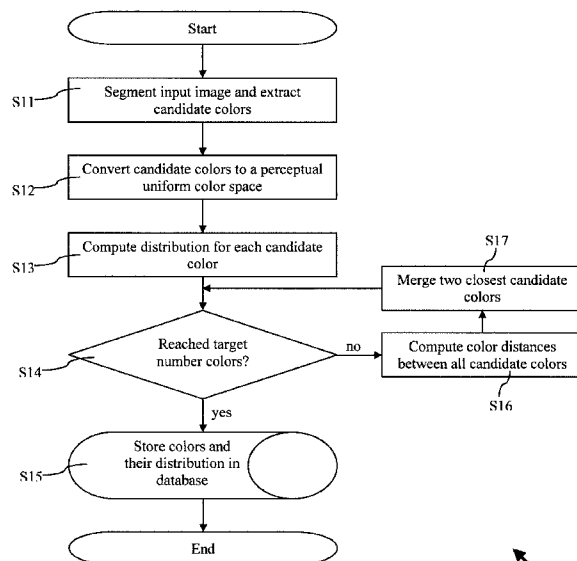 Start
S11
Segment input image and extract
candidate colors
S12
Convert candidate colors to a perceptual
uniform color space
S13
Compute distribution for each candidate
color
S17
Merge two closest candidate
colors
S14
Reached target
number colors?
no
Compute color distances
between all candidate colors
S16
yes
S15
Store colors and
their distribution in
database
End